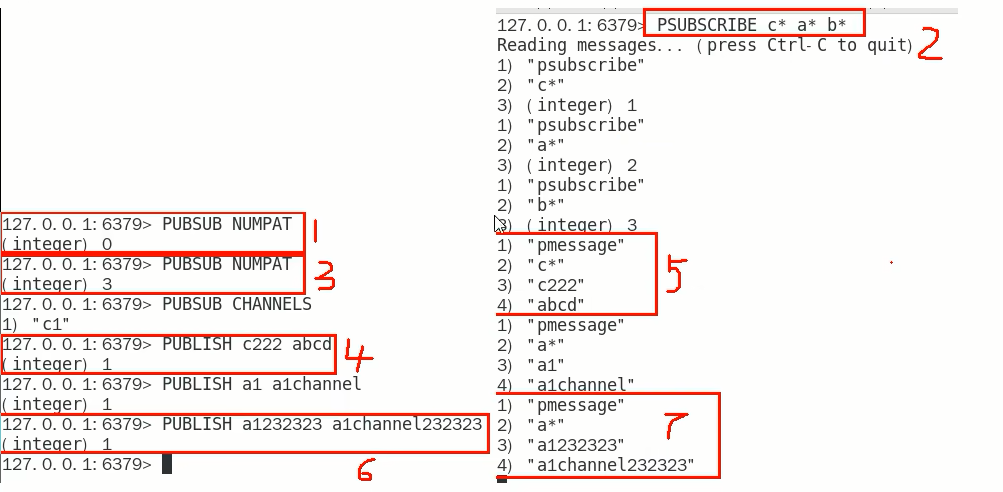 127.0.0.1:6379> PUBSUB NUMPAT
(integer) 0
1
127.0.0.1:6379> PUBSUB NUMPAT
(integer) 3
3
127.0.0.1:6379> PUBSUB CHANNELS
1) "c1"
127.0.0.1:6379> PUBLISH c222 abcd
(integer) 1
4
127.0.0.1:6379> PUBLISH a1 a1channel
(integer) 1
127.0.0.1:6379> PUBLISH a1232323 a1channel232323
(integer) 1
127.0.0.1:6379>
6
127.0.0.1:6379> PSUBSCRIBE c* a* b*
Reading messages... (press Ctrl-C to quit)
2
1) "psubscribe"
2) "c*"
3) (integer) 1
1) "psubscribe"
2) "a*"
3) (integer) 2
1) "psubscribe"
2) "b*"
3) (integer) 3
1) "pmessage"
2) "c*"
3) "c222"
4) "abcd"
5
1) "pmessage"
2) "a*"
3) "a1"
4) "a1channel"
1) "pmessage"
2) "a*"
3) "a1232323"
4) "a1channel232323"
7